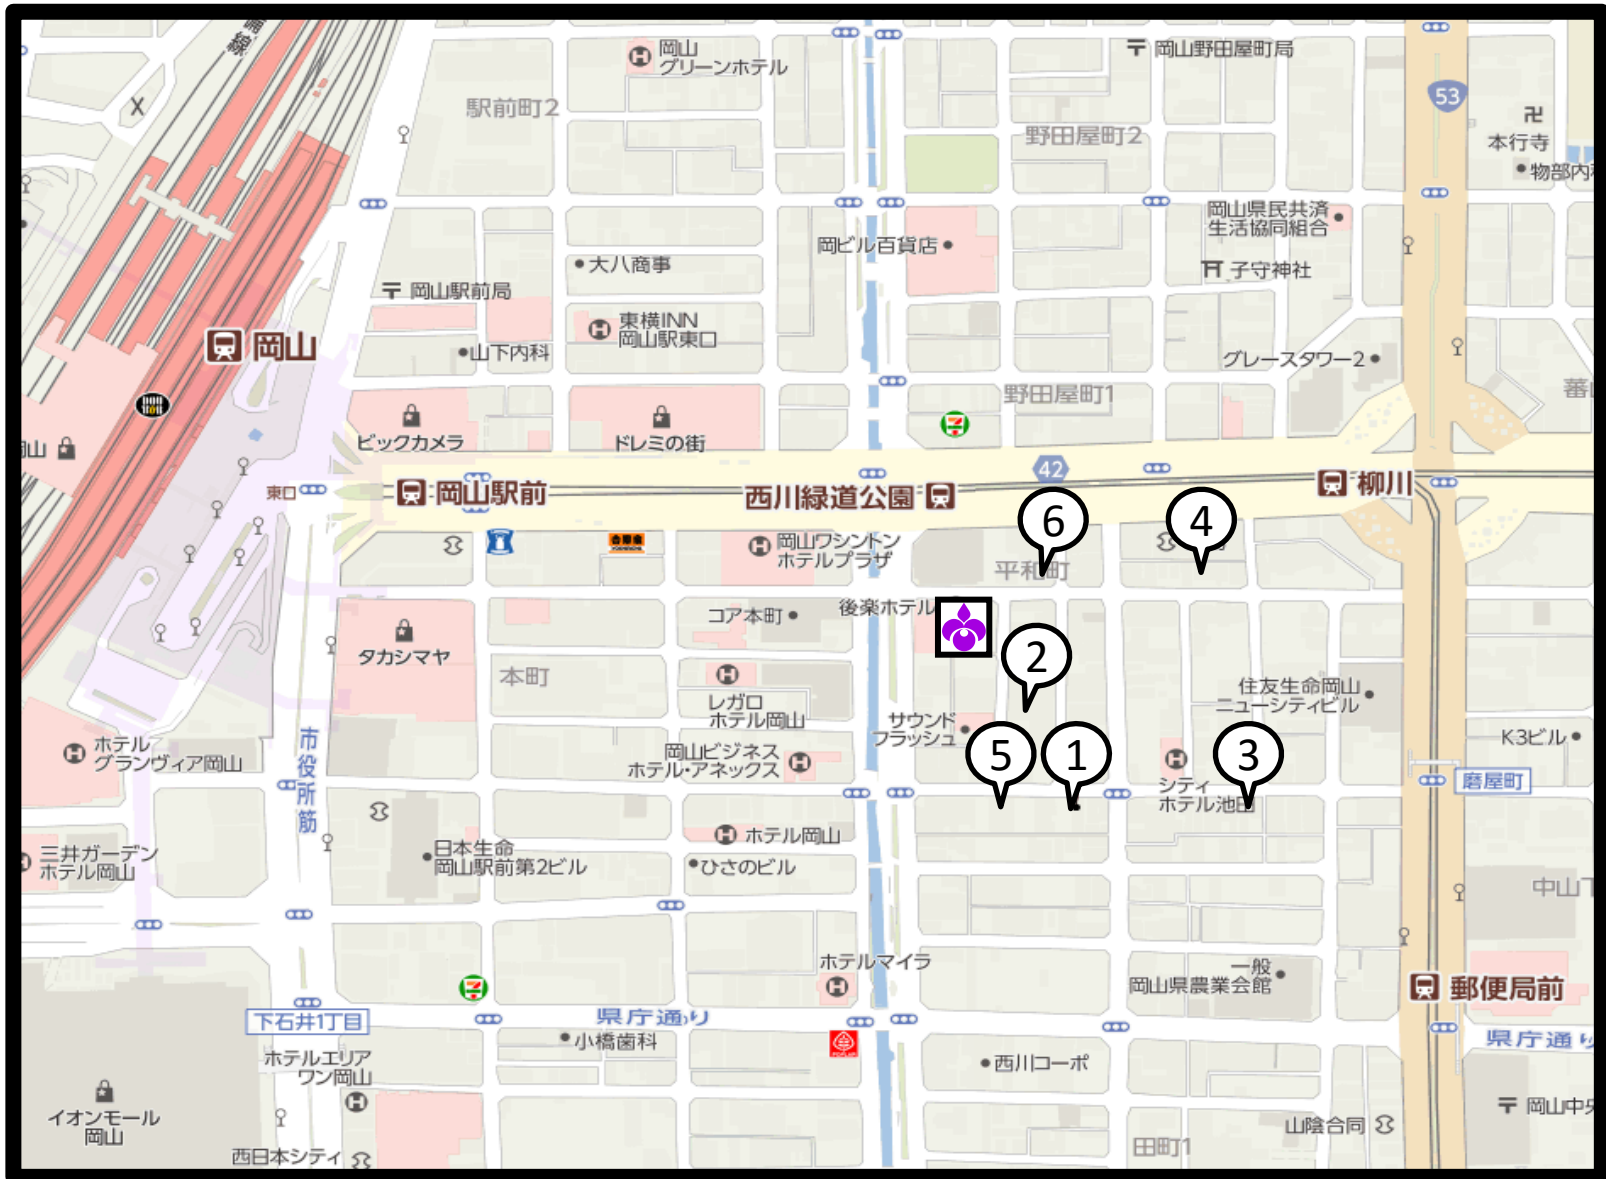 岡山
グリーンホテル
岡山野田屋町局
53
駅前町2
野田屋町2
本行寺
物部内
岡山県民共済
生活協同組合
岡ビル百貨店
大八商事
子守神社
岡山駅前局
東横INN
岡山駅東口
岡山
山下内科
グレースタワー2
野田屋町1
蕃
ビックカメラ
ドレミの街
山
42
東口
岡山駅前
西川緑道公園
柳川
6
4
岡山ワシントン
ホテルプラザ
吉野家
平和町
コア本町
後楽ホテル
タカシマヤ
本町
2
レガロ
ホテル岡山
住友生命岡山
ニューシティビル
サウンド
フラッシュ
5
1
3
K3ビル
ホテル
グランヴィア岡山
市役所筋
岡山ビジネス
ホテル・アネックス
シティ
ホテル池田
磨屋町
三井ガーデン
ホテル岡山
日本生命
岡山駅前第2ビル
ホテル岡山
ひさのビル
中山下
ホテルマイラ
一般
岡山県農業会館
郵便局前
下石井1丁目
県庁通り
県庁通り
小橋歯科
西川コーポ
ホテルエリア
ワン岡山
イオンモール
岡山
岡山中央
山陰合同
田町1
西日本シティ